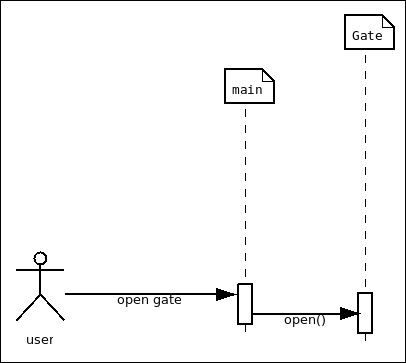 Gate
main
open gate
open()
user